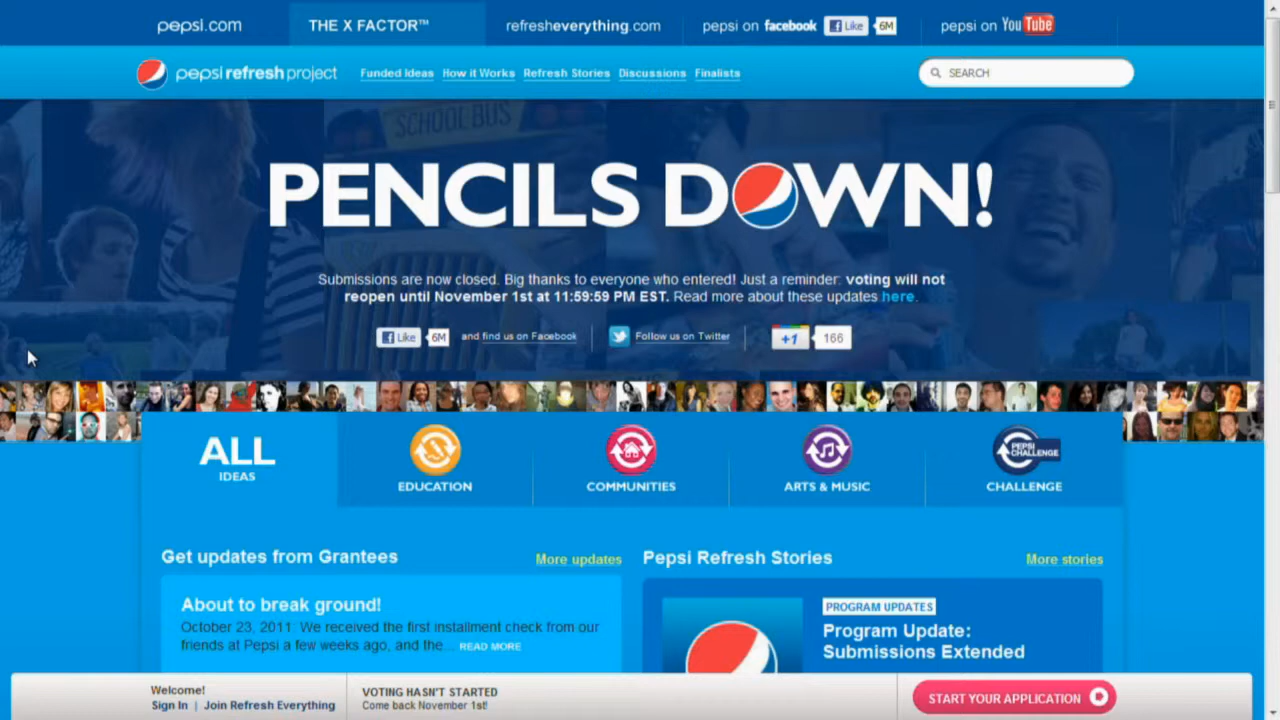 pepsi.com THE X FACTOR™ refresheverything.com pepsi on facebook Like 6M pepsi on YouTube
pepsi refresh project Funded Ideas How it Works Refresh Stories Discussions Finalists SEARCH
SCHOOL BUS
PENCILS DOWN!
Submissions are now closed. Big thanks to everyone who entered! Just a reminder: voting will not
reopen until November 1st at 11:59:59 PM EST. Read more about these updates here.
Like 6M and find us on Facebook Follow us on Twitter +1 166
ALL
IDEAS
EDUCATION
COMMUNITIES
ARTS & MUSIC
PEPSI
CHALLENGE
CHALLENGE
Get updates from Grantees More updates
About to break ground!
October 23, 2011: We received the first installment check from our
friends at Pepsi a few weeks ago, and the... READ MORE
Pepsi Refresh Stories More stories
PROGRAM UPDATES
Program Update:
Submissions Extended
Welcome!
Sign In | Join Refresh Everything
VOTING HASN'T STARTED
Come back November 1st!
START YOUR APPLICATION